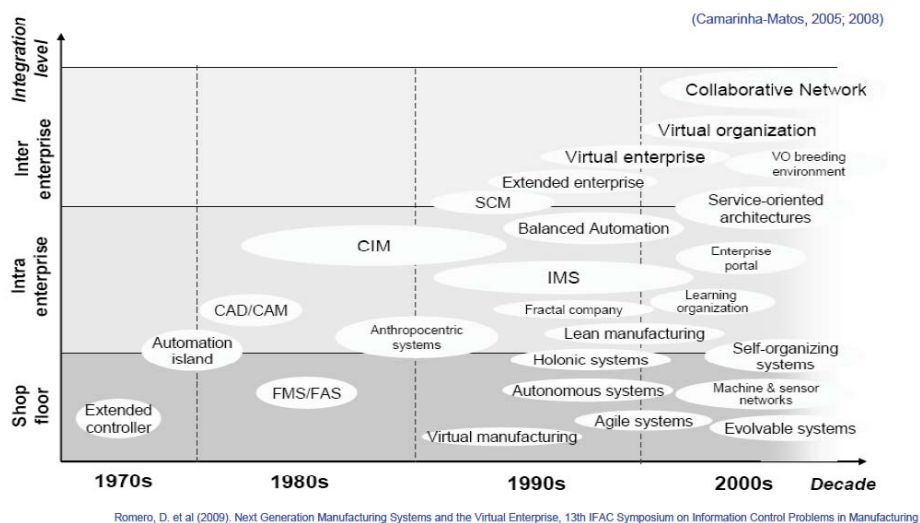 (Camarinha-Matos, 2005; 2008)
Integration
level
Inter
enterprise
Intra
enterprise
Shop
floor
Collaborative Network
Virtual organization
Virtual enterprise
VO breeding
environment
Extended enterprise
SCM
Service-oriented
architectures
Balanced Automation
CIM
Enterprise
portal
IMS
Learning
organization
CAD/CAM
Fractal company
Anthropocentric
systems
Lean manufacturing
Automation
island
Self-organizing
systems
Holonic systems
FMS/FAS
Autonomous systems
Machine & sensor
networks
Extended
controller
Agile systems
Evolvable systems
Virtual manufacturing
1970s
1980s
1990s
2000s
Decade
Romero, D. et al (2009). Next Generation Manufacturing Systems and the Virtual Enterprise, 13th IFAC Symposium on Information Control Problems in Manufacturing